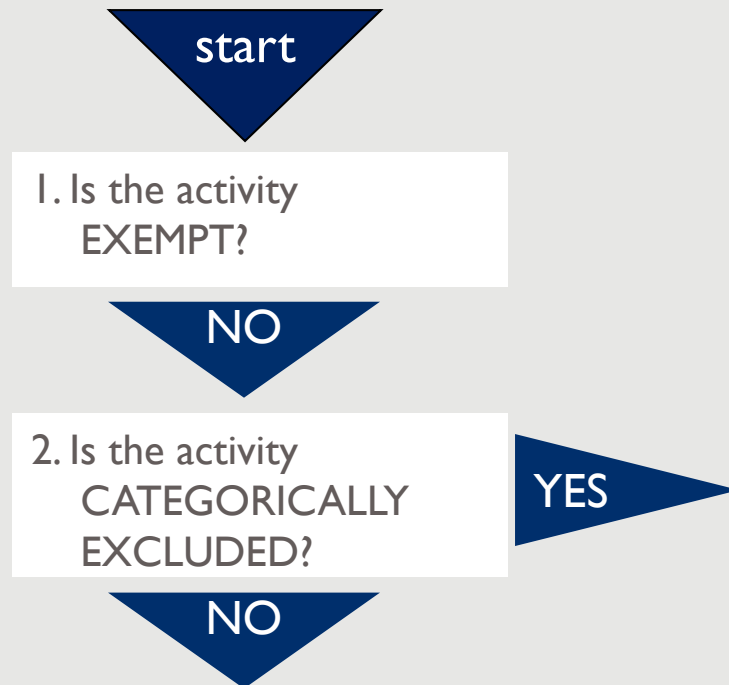 start
1. Is the activity
EXEMPT?
NO
2. Is the activity
CATEGORICALLY
EXCLUDED?
YES
NO